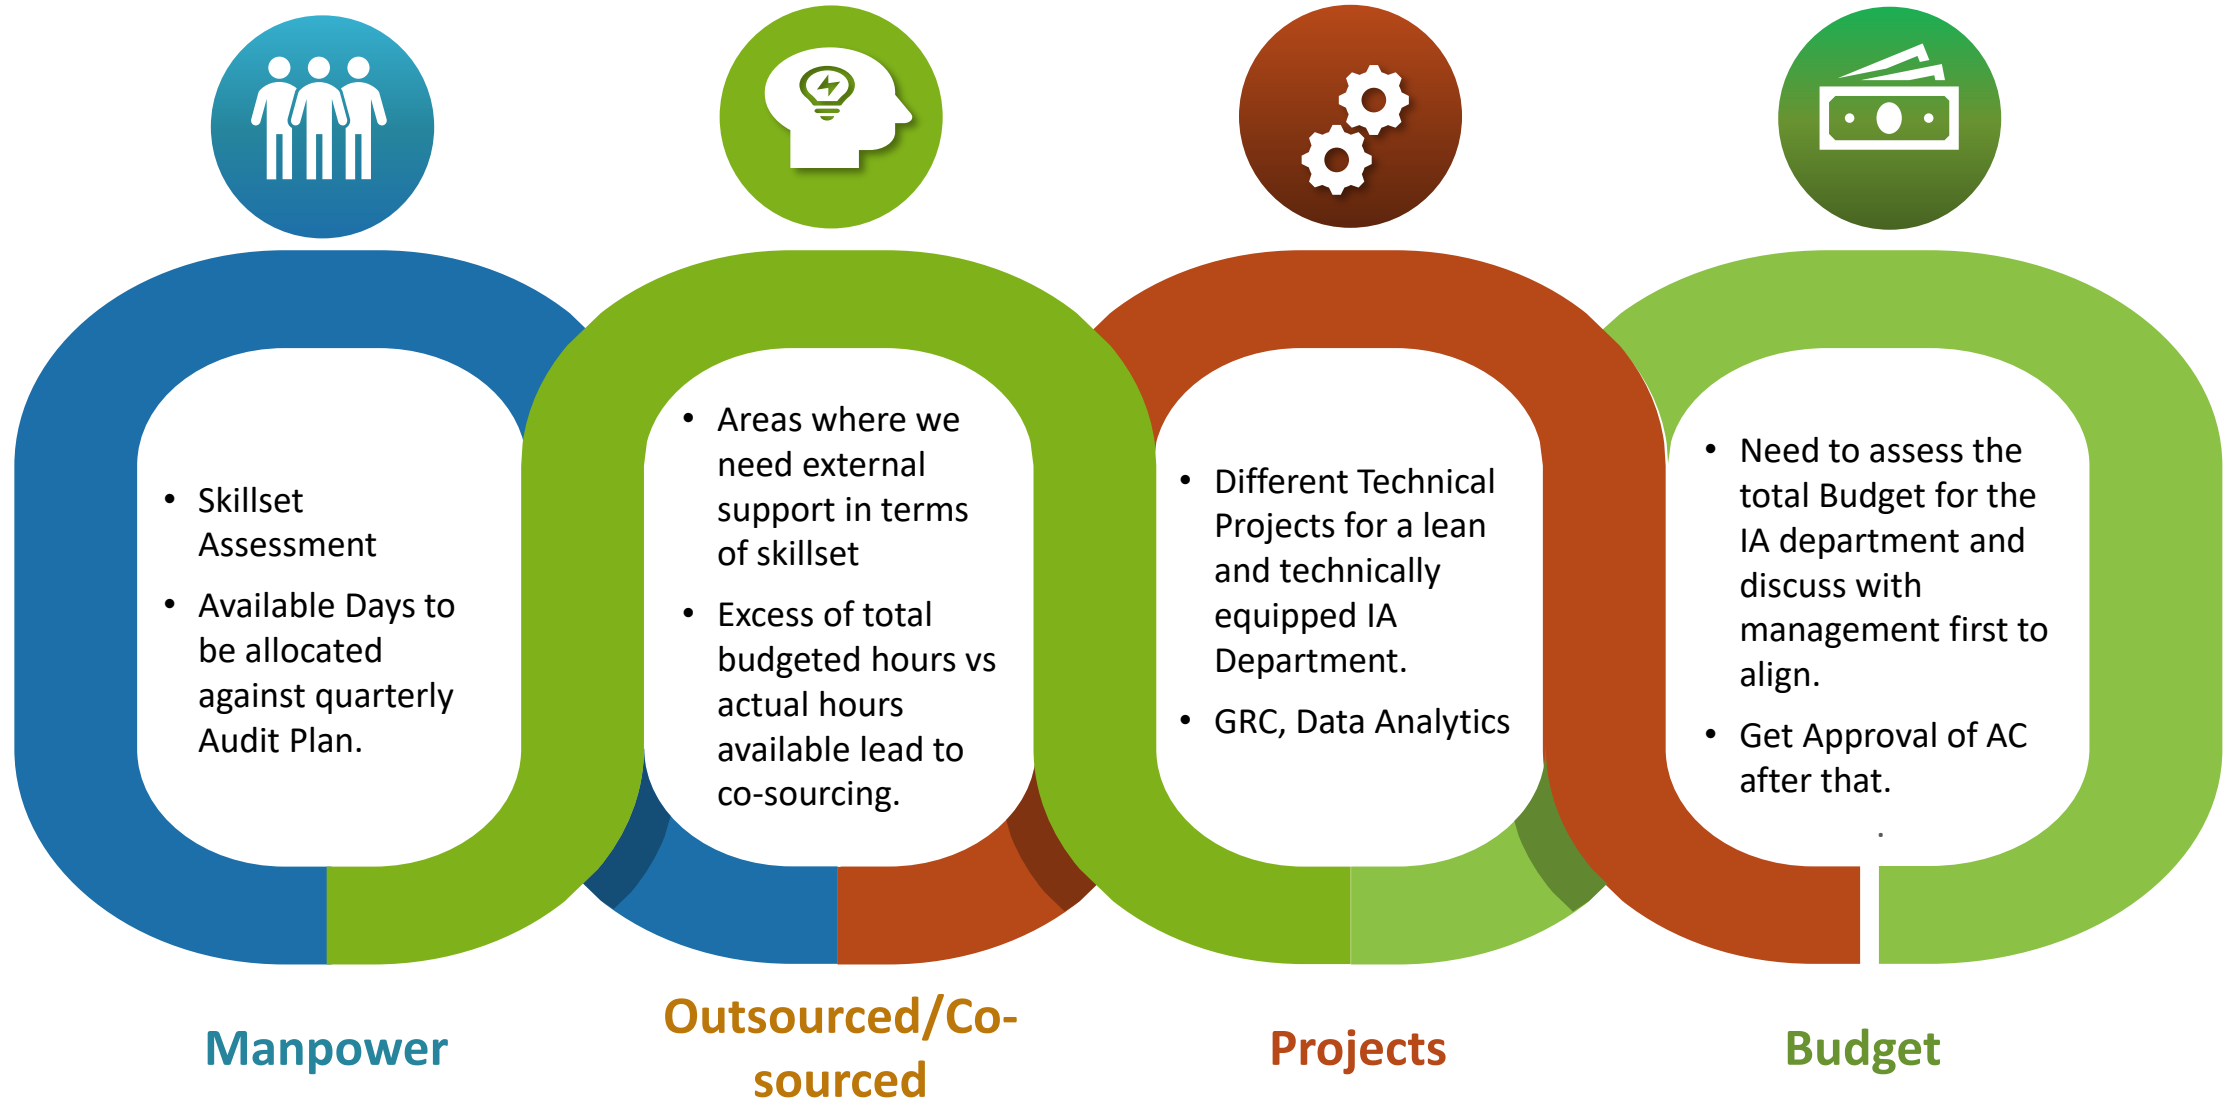 • Skillset
Assessment
• Available Days to
be allocated
against quarterly
Audit Plan.
• Areas where we
need external
support in terms
of skillset
• Excess of total
budgeted hours vs
actual hours
available lead to
co-sourcing.
• Different Technical
Projects for a lean
and technically
equipped IA
Department.
• GRC, Data Analytics
• Need to assess the
total Budget for the
IA department and
discuss with
management first to
align.
• Get Approval of AC
after that.
.
Manpower
Outsourced/Co-
sourced
Projects
Budget